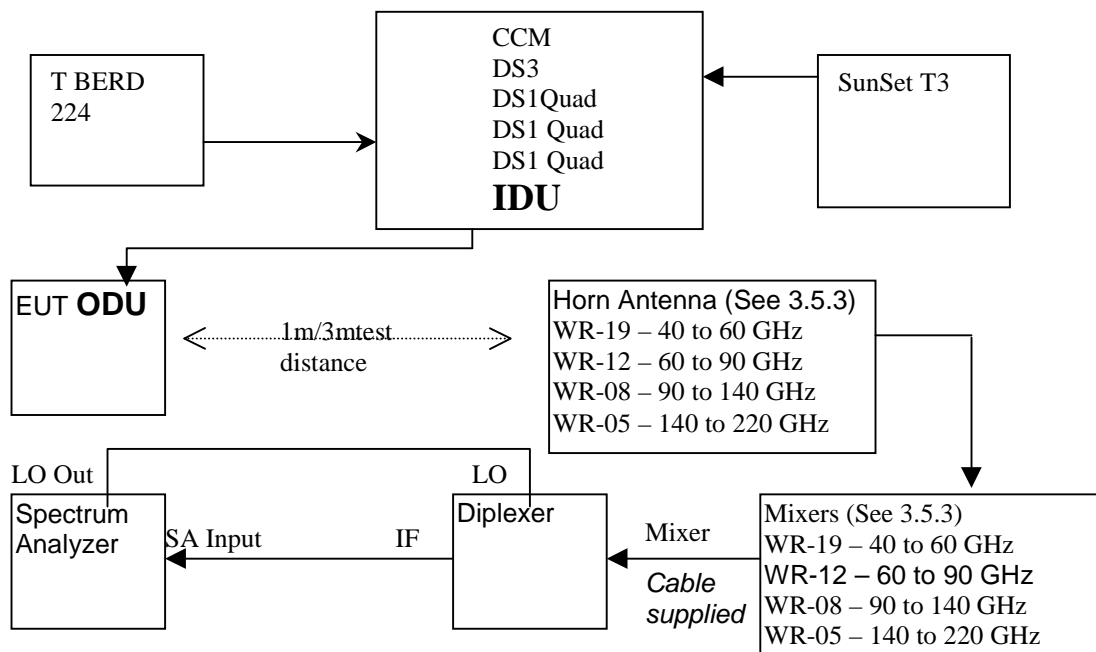 T BERD
224
CCM
DS3
DS1Quad
DS1 Quad
DS1 Quad
IDU
SunSet T3
EUT ODU
1m/3mtest
distance
Horn Antenna (See 3.5.3)
WR-19 – 40 to 60 GHz
WR-12 – 60 to 90 GHz
WR-08 – 90 to 140 GHz
WR-05 – 140 to 220 GHz
LO Out
LO
Spectrum
Analyzer
SA Input
IF
Diplexer
Mixer
Cable
supplied
Mixers (See 3.5.3)
WR-19 – 40 to 60 GHz
WR-12 – 60 to 90 GHz
WR-08 – 90 to 140 GHz
WR-05 – 140 to 220 GHz